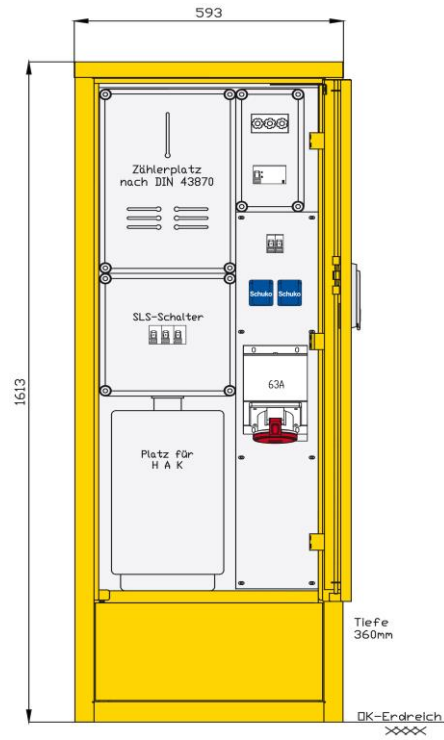 593
Zählerplatz
nach DIN 43870
Schuko Schuko
SLS-Schalter
63A
1613
Platz für
H A K
Tiefe
360mm
OK-Erdreich